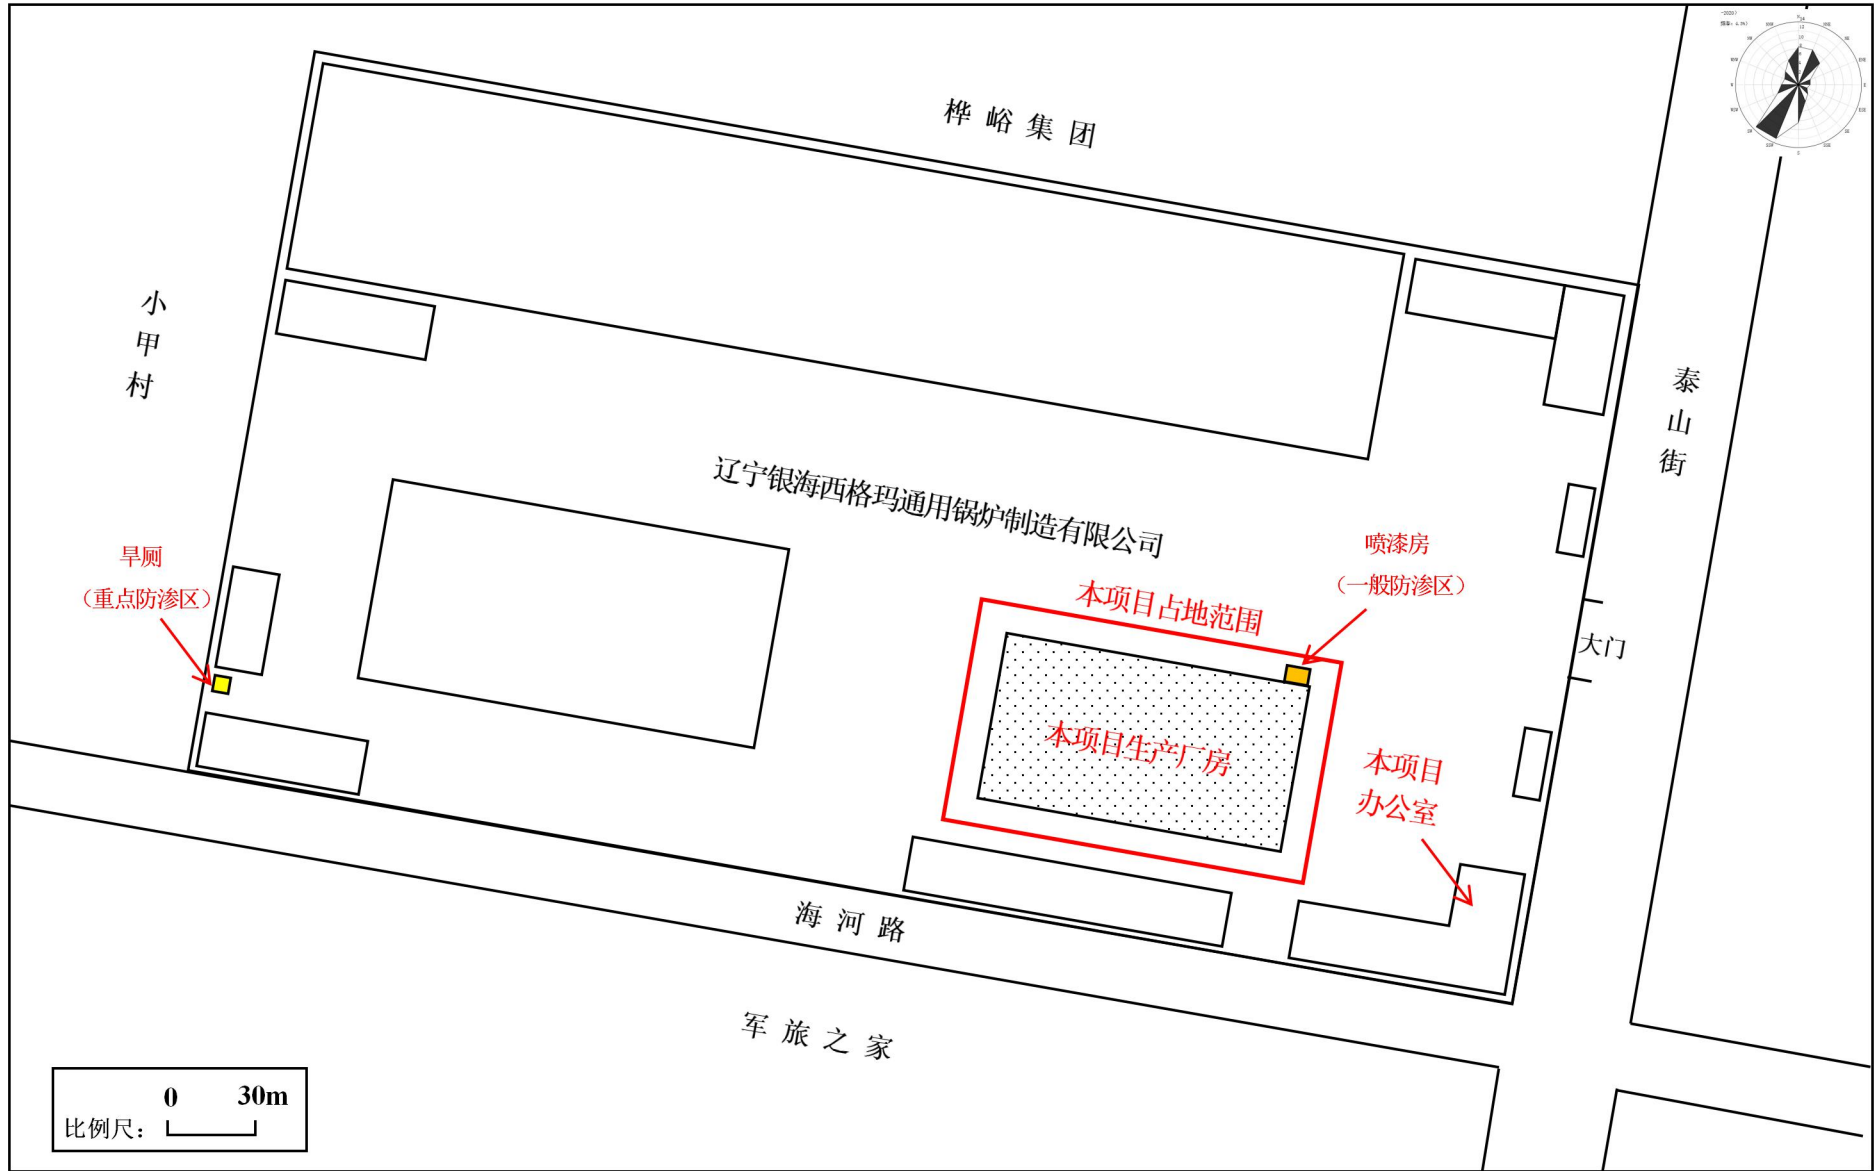 桦峪集团
小甲村
泰山街
辽宁银海西格玛通用锅炉制造有限公司
旱厕
（重点防渗区）
喷漆房
（一般防渗区）
本项目占地范围
大门
本项目生产厂房
本项目
办公室
海河路
军旅之家
0 30m
比例尺：